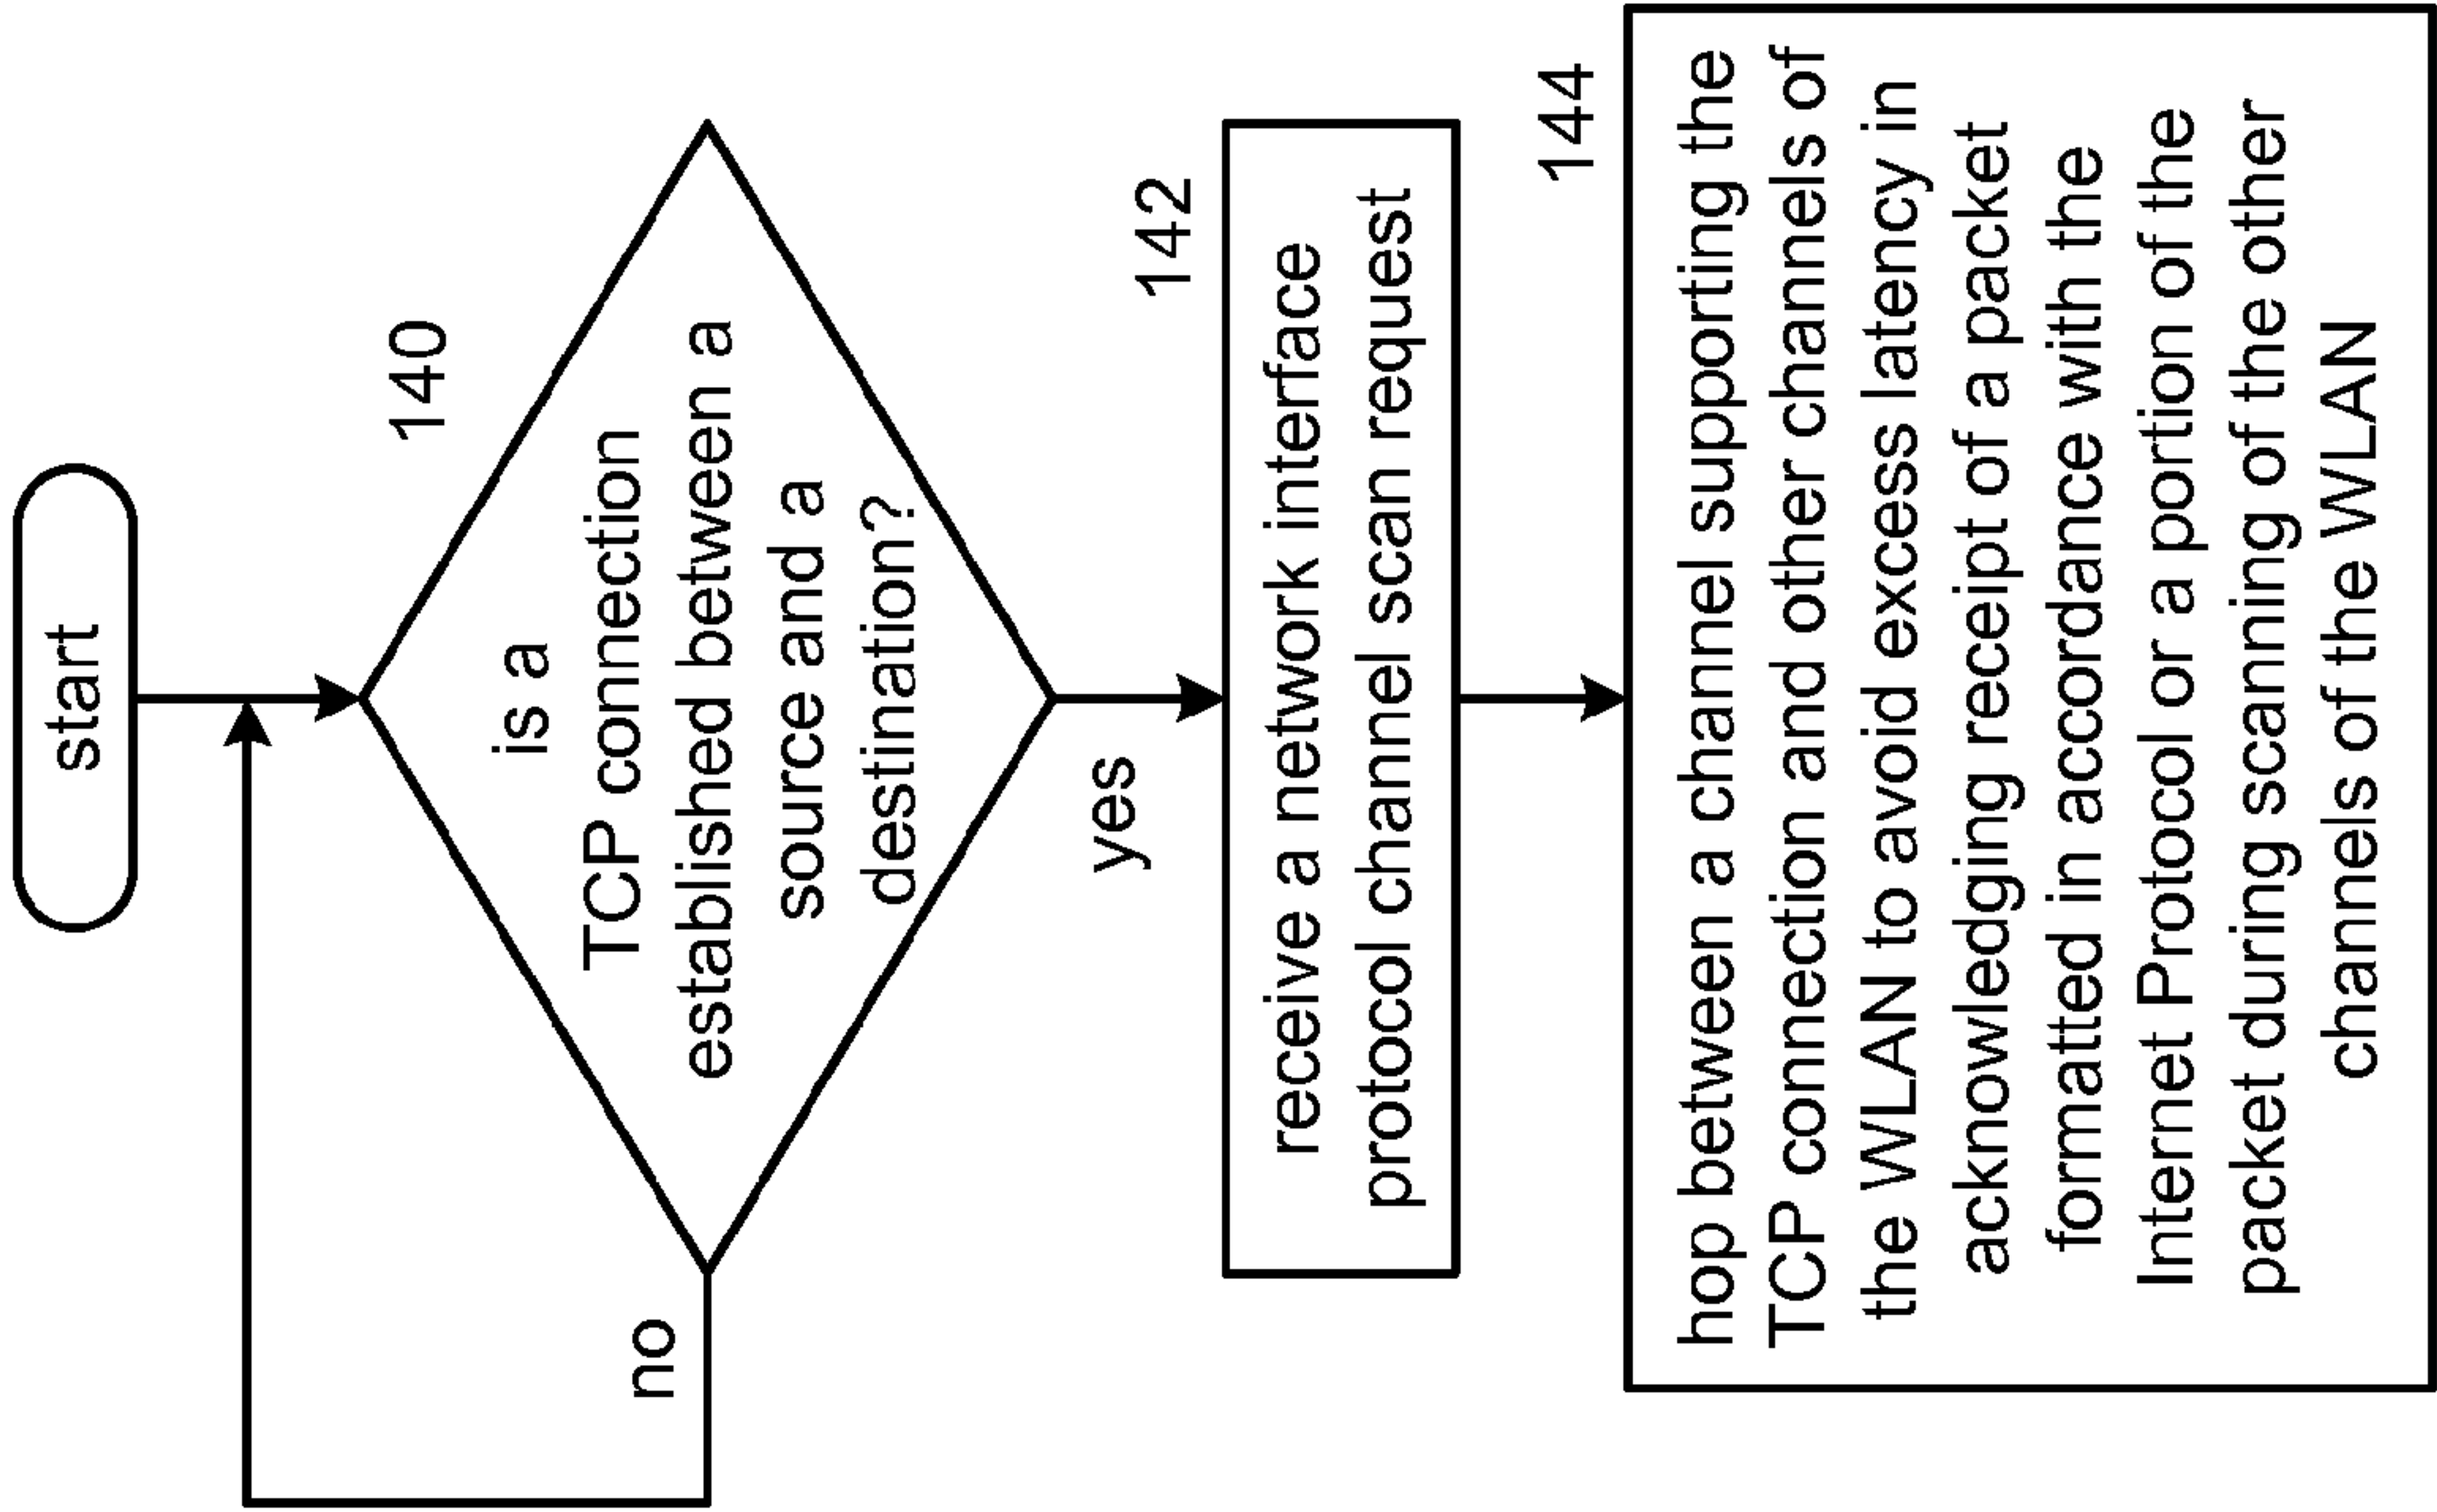 start
140
is a
TCP connection
established between a
source and a
destination?
no
yes
142
receive a network interface
protocol channel scan request
144
hop between a channel supporting the
TCP connection and other channels of
the WLAN to avoid excess latency in
acknowledging receipt of a packet
formatted in accordance with the
Internet Protocol or a portion of the
packet during scanning of the other
channels of the WLAN